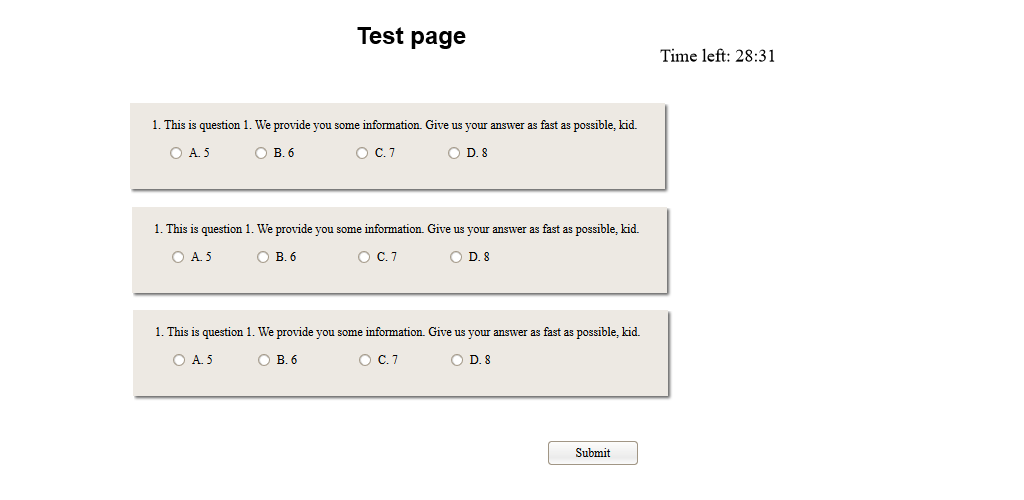 Test page
Time left: 28:31
1. This is question 1. We provide you some information. Give us your answer as fast as possible, kid.
A. 5 B. 6 C. 7 D. 8
1. This is question 1. We provide you some information. Give us your answer as fast as possible, kid.
A. 5 B. 6 C. 7 D. 8
1. This is question 1. We provide you some information. Give us your answer as fast as possible, kid.
A. 5 B. 6 C. 7 D. 8
Submit